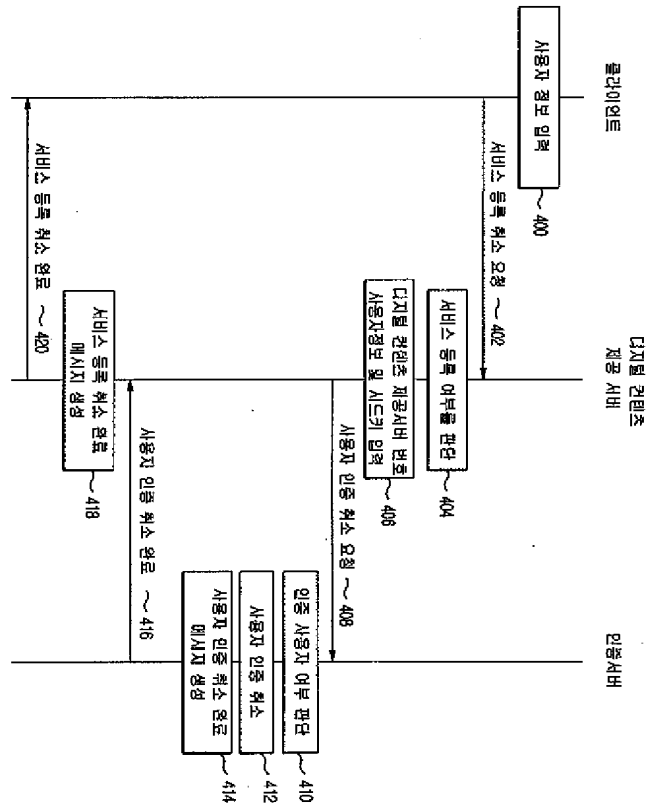 클라이언트
디지털 컨텐츠
제공 서버
인증서버
사용자 정보 입력
400
서비스 등록 취소 요청
402
서비스 등록 여부를 판단
404
디지털 컨텐츠 제공서버 번호
사용자정보 및 시드키 입력
406
사용자 인증 취소 요청
408
인증 사용자 여부 판단
410
사용자 인증 취소
412
사용자 인증 취소 완료
메시지 생성
414
사용자 인증 취소 완료
416
서비스 등록 취소 완료
메시지 생성
418
서비스 등록 취소 완료
420